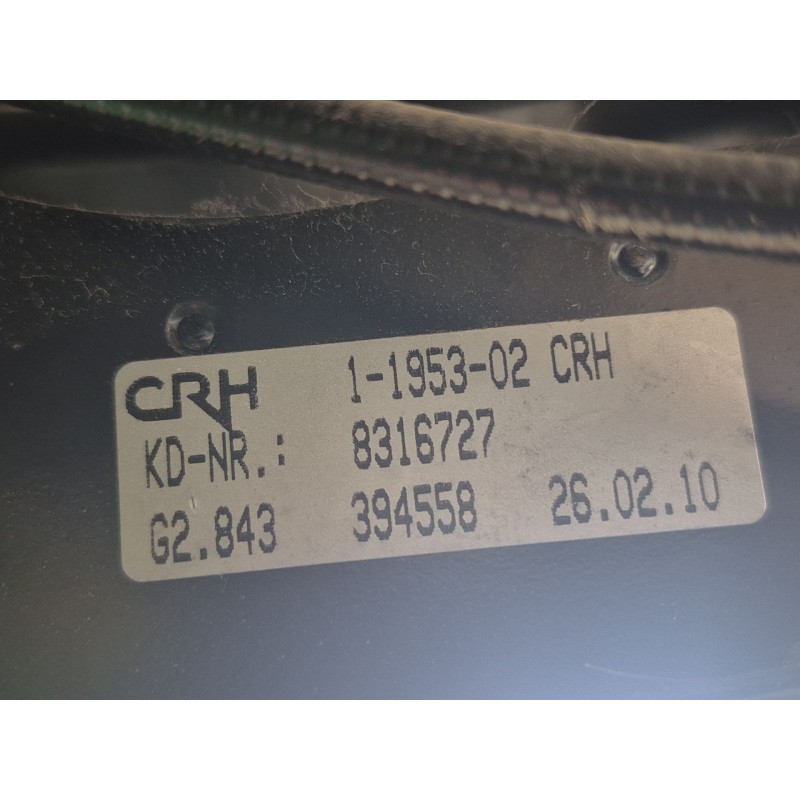 CRH 1-1953-02 CRH
KD-NR.: 8316727
G2.843 394558 26.02.10